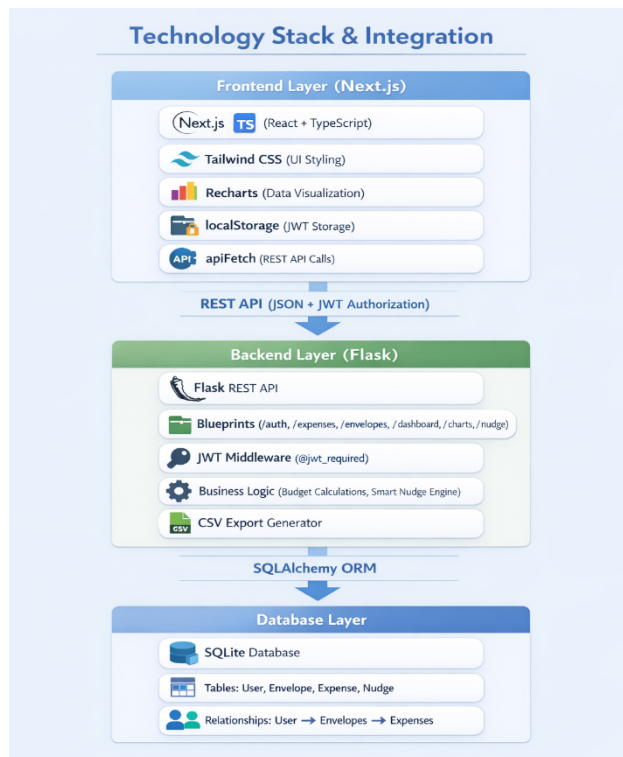 Technology Stack & Integration
Frontend Layer (Next.js)
Next.js TS (React + TypeScript)
Tailwind CSS (UI Styling)
Recharts (Data Visualization)
localStorage (JWT Storage)
API apiFetch (REST API Calls)
REST API (JSON + JWT Authorization)
Backend Layer (Flask)
Flask REST API
Blueprints (/auth, /expenses, /envelopes, /dashboard, /charts, /nudge)
JWT Middleware (@jwt_required)
Business Logic (Budget Calculations, Smart Nudge Engine)
CSV CSV Export Generator
SQLAlchemy ORM
Database Layer
SQLite Database
Tables: User, Envelope, Expense, Nudge
Relationships: User → Envelopes → Expenses